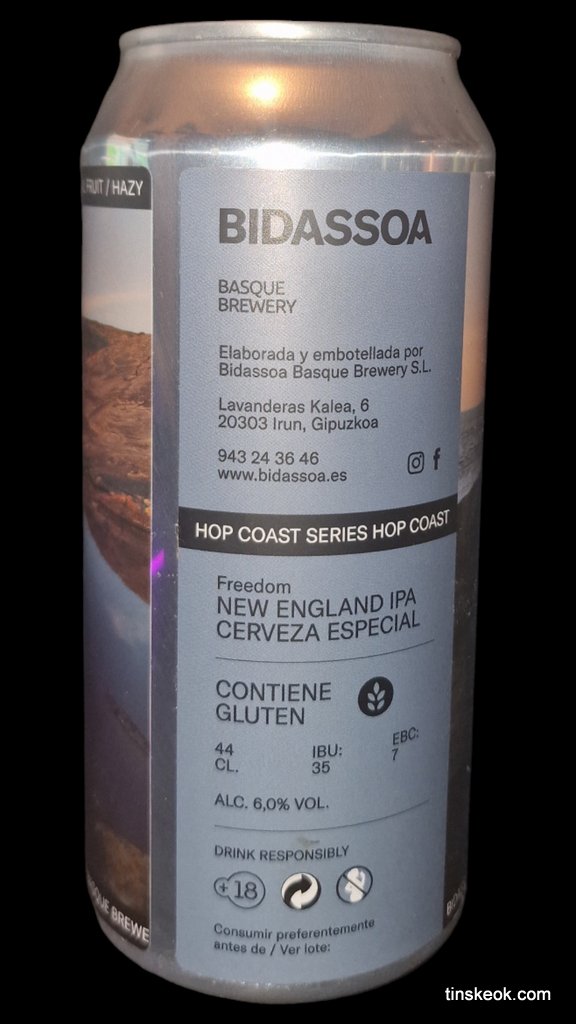 FRUIT / HAZY
BIDASSOA
BASQUE
BREWERY
Elaborada y embotellada por
Bidassoa Basque Brewery S.L.
Lavanderas Kalea, 6
20303 Irun, Gipuzkoa
943 24 36 46
www.bidassoa.es
HOP COAST SERIES HOP COAST
Freedom
NEW ENGLAND IPA
CERVEZA ESPECIAL
CONTIENE
GLUTEN
44
CL.
IBU:
35
EBC:
7
ALC. 6,0% VOL.
DRINK RESPONSIBLY
+18
Consumir preferentemente
antes de / Ver lote:
BREWE
tinskeok.com